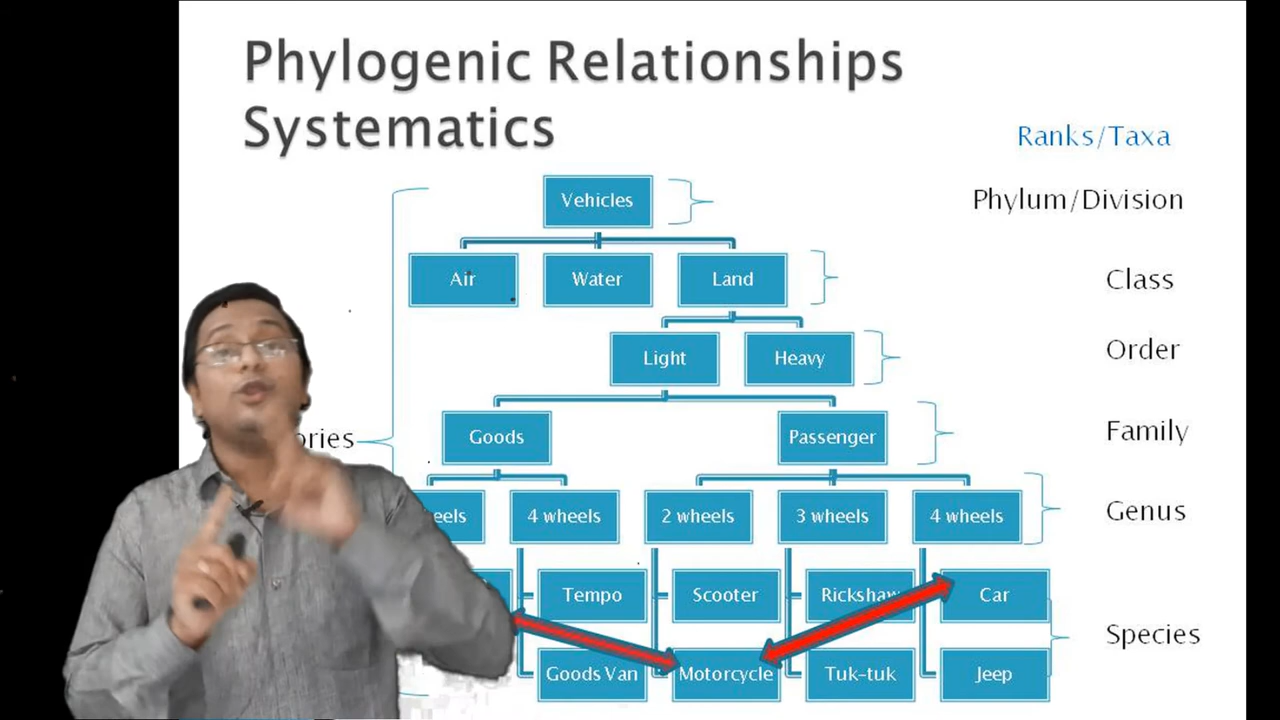 Phylogenic Relationships
Systematics
Ranks/Taxa
Vehicles
Phylum/Division
Air
Water
Land
Class
Light
Heavy
Order
Goods
Passenger
Family
4 wheels
2 wheels
3 wheels
4 wheels
Genus
Tempo
Scooter
Rickshaw
Car
Species
Goods Van
Motorcycle
Tuk-tuk
Jeep